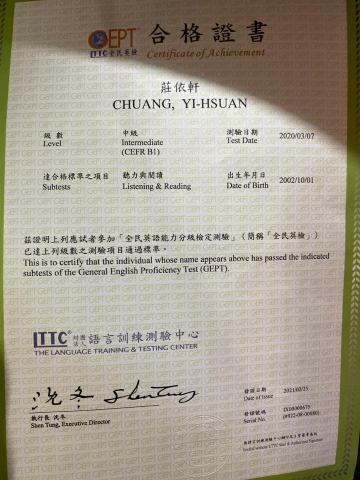 GEPT 合格證書
LTTC 全民英檢 Certificate of Achievement
莊依軒
CHUANG, YI-HSUAN
級數 中級 測驗日期 2020/03/07
Level Intermediate Test Date
(CEFR B1)
達合格標準之項目 聽力與閱讀 出生年月日 2002/10/01
Subtests Listening & Reading Date of Birth
茲證明上列應試者參加「全民英語能力分級檢定測驗」(簡稱「全民英檢」)
已達上列級數之測驗項目通過標準。
This is to certify that the individual whose name appears above has passed the indicated
subtests of the General English Proficiency Test (GEPT).
LTTC 財團法人 語言訓練測驗中心
THE LANGUAGE TRAINING & TESTING CENTER
沈冬 Shen Tung
執行長 沈冬
Shen Tung, Executive Director
發證日期 2021/02/25
Date of Issue
發證號碼
Serial No.